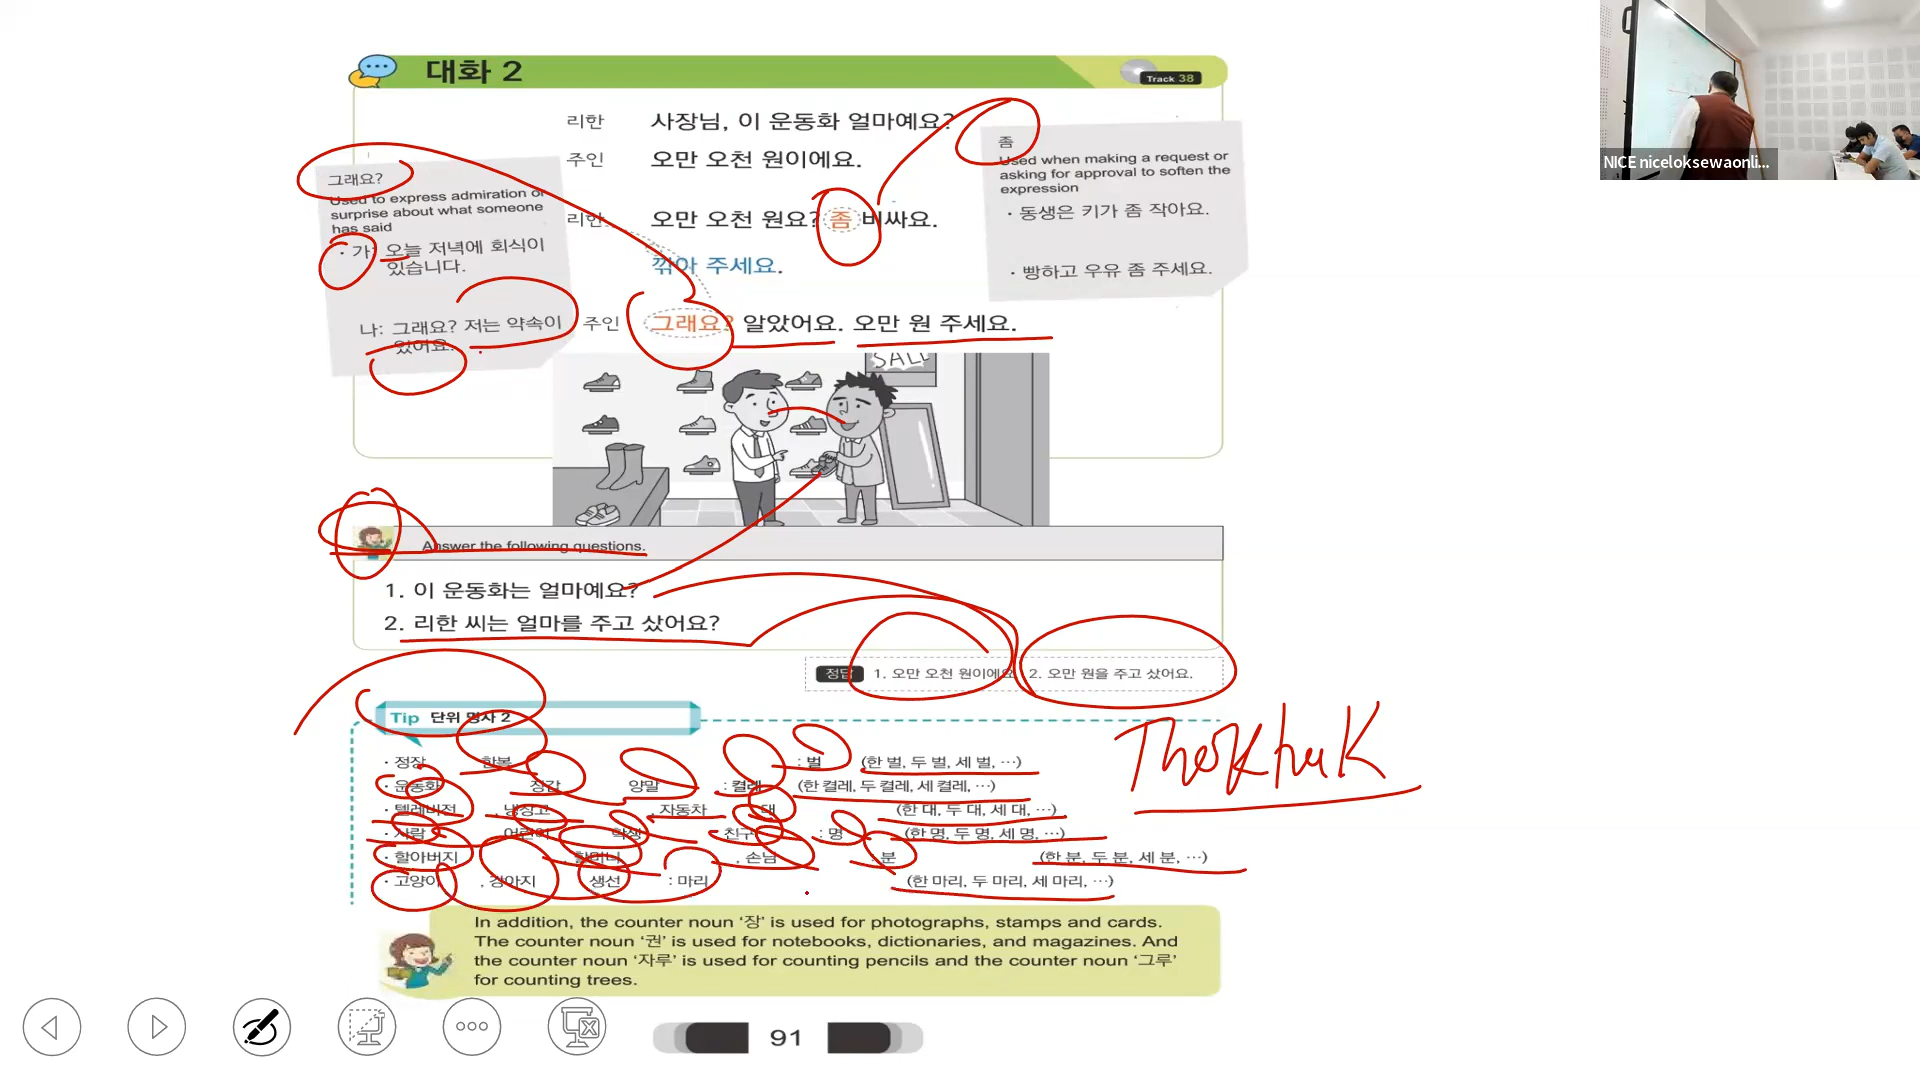 대화 2
Track 38
리한 사장님, 이 운동화 얼마예요?
주인 오만 오천 원이에요.
리한 오만 오천 원요? 좀 비싸요.
깎아 주세요.
주인 그래요? 알았어요. 오만 원 주세요.
그래요?
Used to express admiration or
surprise about what someone
has said
· 가: 오늘 저녁에 회식이
있습니다.
나: 그래요? 저는 약속이
있어요.
좀
Used when making a request or
asking for approval to soften the
expression
· 동생은 키가 좀 작아요.
· 빵하고 우유 좀 주세요.
SALE
Answer the following questions.
1. 이 운동화는 얼마예요?
2. 리한 씨는 얼마를 주고 샀어요?
정답 1. 오만 오천 원이에요 2. 오만 원을 주고 샀어요.
Tip 단위 명사 2
· 정장 한복 : 벌 (한 벌, 두 벌, 세 벌, ⋯)
· 운동화 장갑 양말 : 켤레 (한 켤레, 두 켤레, 세 켤레, ⋯)
· 텔레비전 , 냉장고 , 자동차 대 (한 대, 두 대, 세 대, ⋯)
· 사람 어린이 학생 친구 : 명 (한 명, 두 명, 세 명, ⋯)
· 할아버지 , 할머니 , 손님 : 분 (한 분, 두 분, 세 분, ⋯)
· 고양이 , 강아지 생선 : 마리 (한 마리, 두 마리, 세 마리, ⋯)
In addition, the counter noun ‘장’ is used for photographs, stamps and cards.
The counter noun ‘권’ is used for notebooks, dictionaries, and magazines. And
the counter noun ‘자루’ is used for counting pencils and the counter noun ‘그루’
for counting trees.
91
NICE niceloksewaonli...